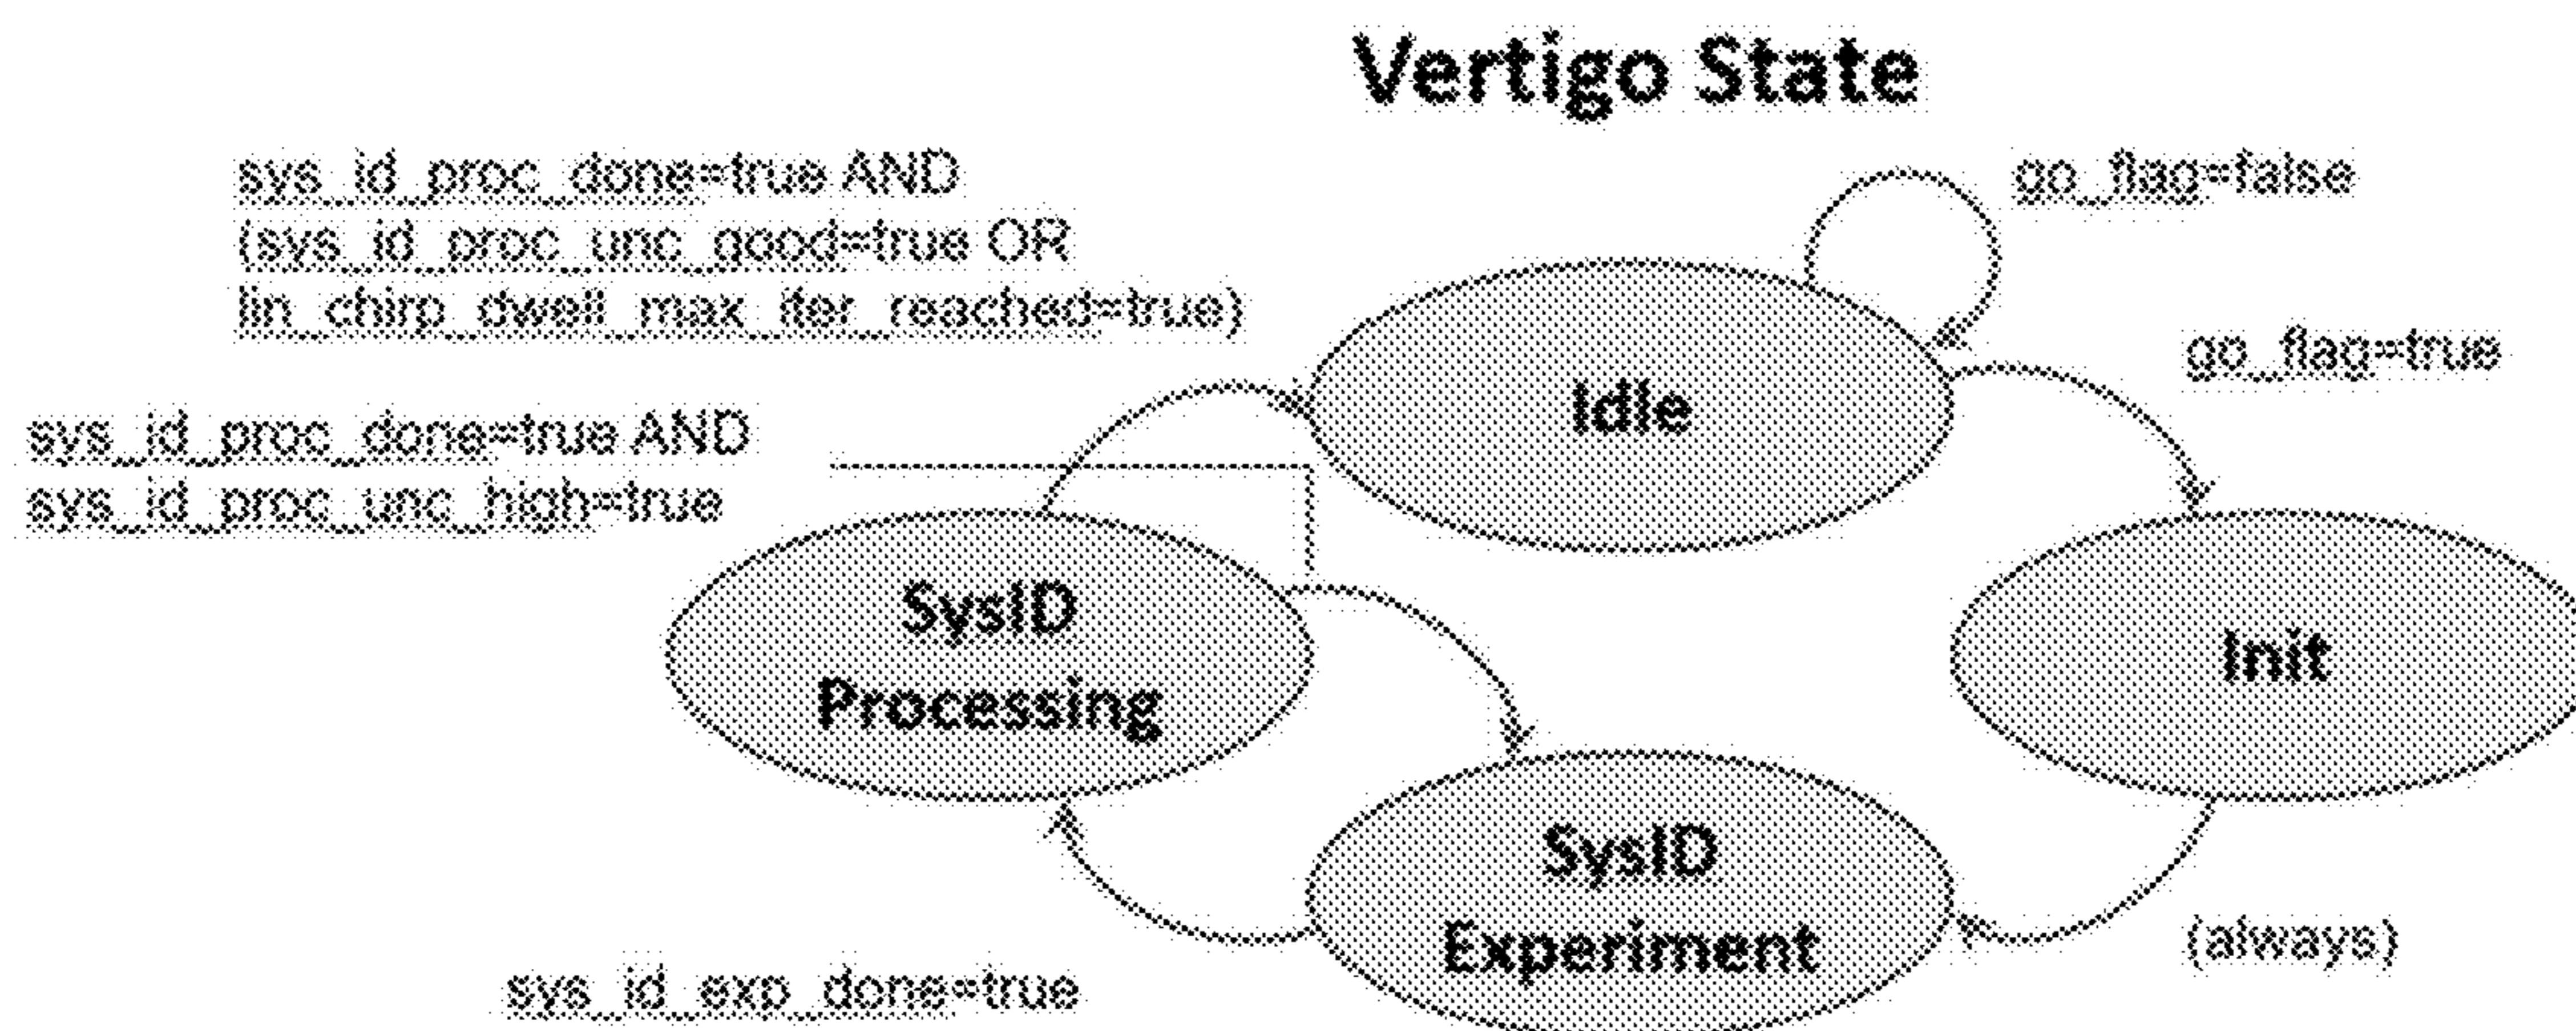 Vertigo State
sys_id_proc_done=true AND
(sys_id_proc_unc_good=true OR
lin_chirp_dwell_max_iter_reached=true)
go_flag=false
go_flag=true
Idle
sys_id_proc_done=true AND
sys_id_proc_unc_high=true
SysID
Processing
Init
SysID
Experiment
(always)
sys_id_exp_done=true